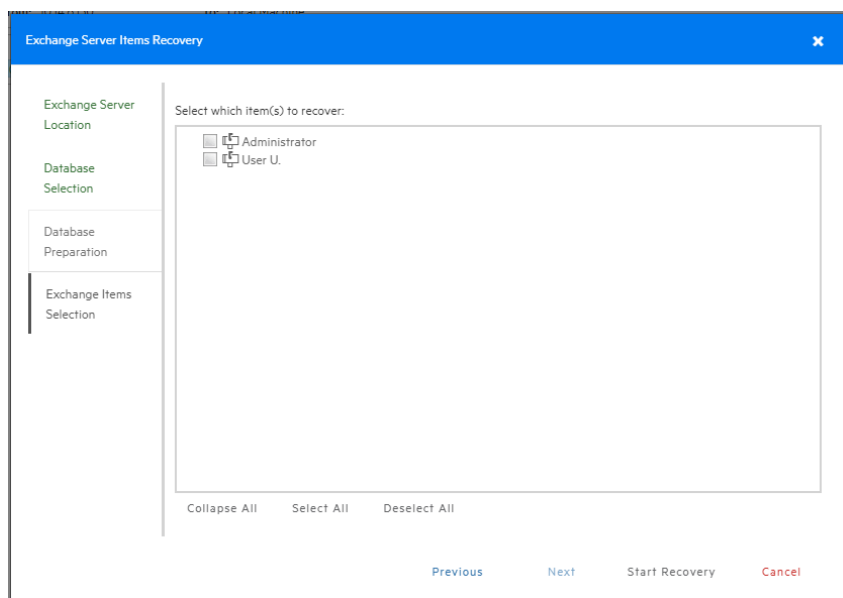 Exchange Server Items Recovery
Exchange Server
Location
Database
Selection
Database
Preparation
Exchange Items
Selection
Select which item(s) to recover:
Administrator
User U.
Collapse All Select All Deselect All
Previous Next Start Recovery Cancel